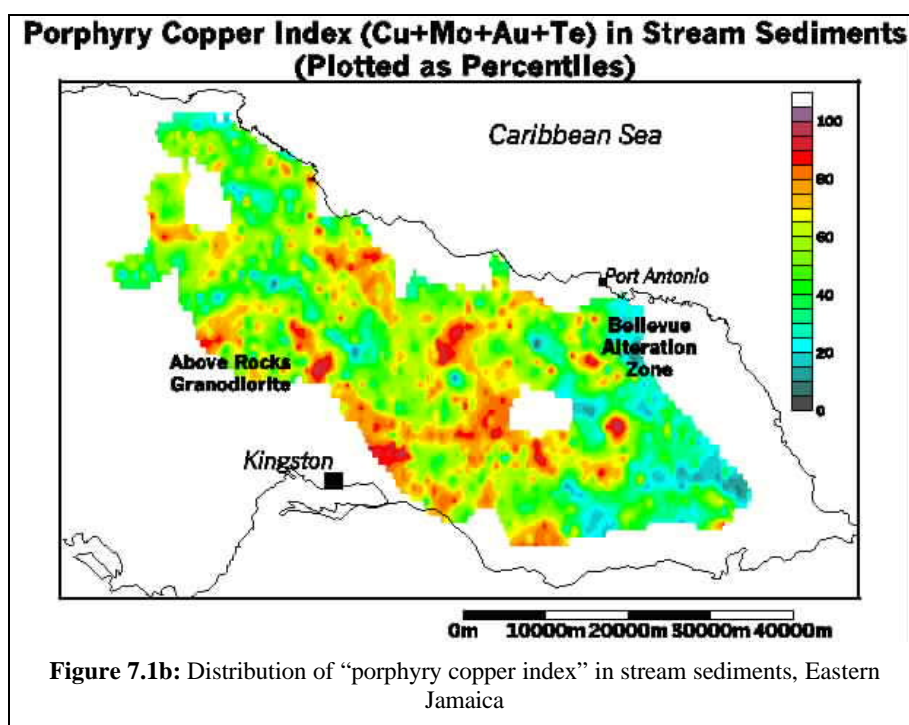 Porphyry Copper Index (Cu+Mo+Au+Te) in Stream Sediments
(Plotted as Percentiles)
Caribbean Sea
100
80
60
40
20
0
Port Antonio
Bellevue
Alteration
Zone
Above Rocks
Granodiorite
Kingston
0m 10000m 20000m 30000m 40000m
Figure 7.1b: Distribution of “porphyry copper index” in stream sediments, Eastern
Jamaica